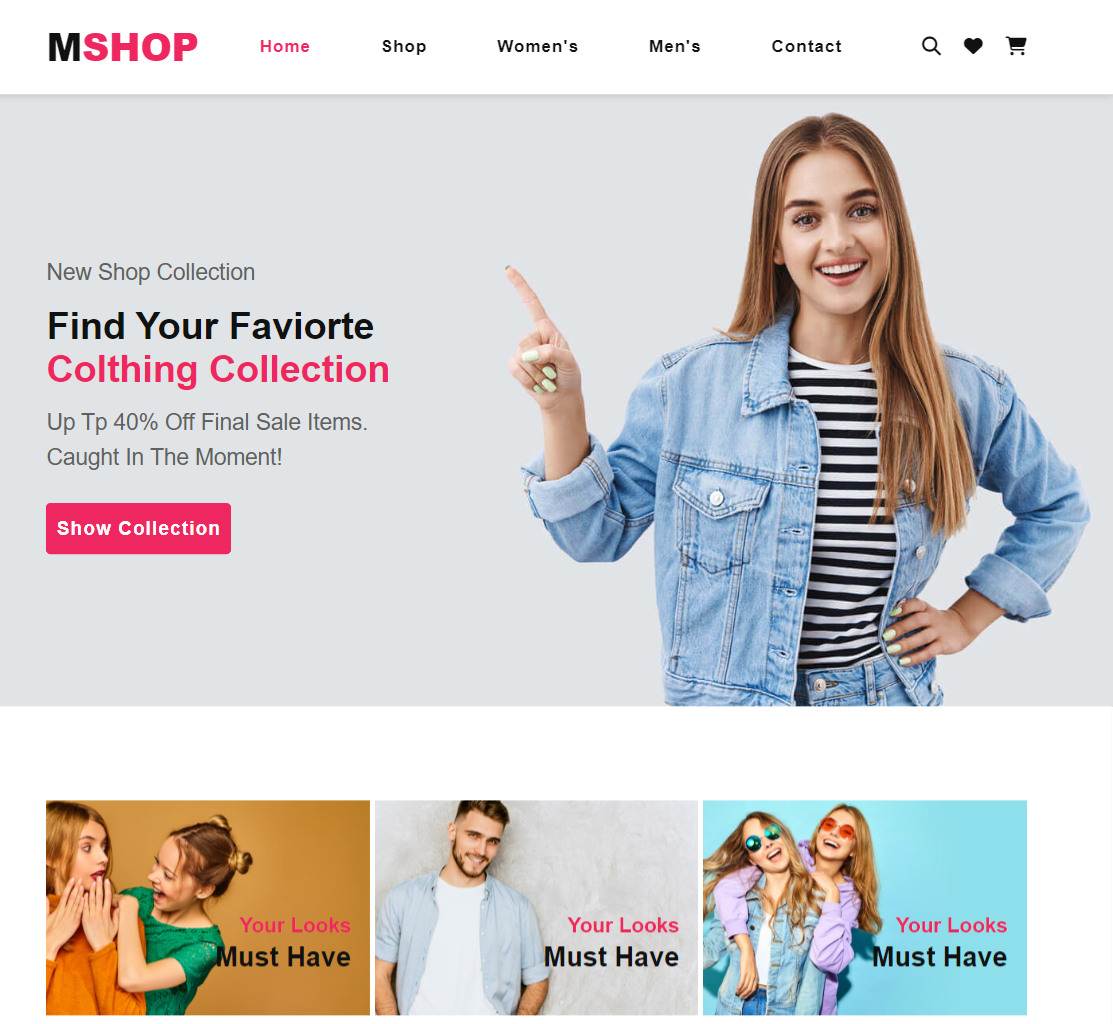 MSHOP
Home Shop Women's Men's Contact
New Shop Collection
Find Your Faviorte
Colthing Collection
Up Tp 40% Off Final Sale Items.
Caught In The Moment!
Show Collection
Your Looks
Must Have
Your Looks
Must Have
Your Looks
Must Have